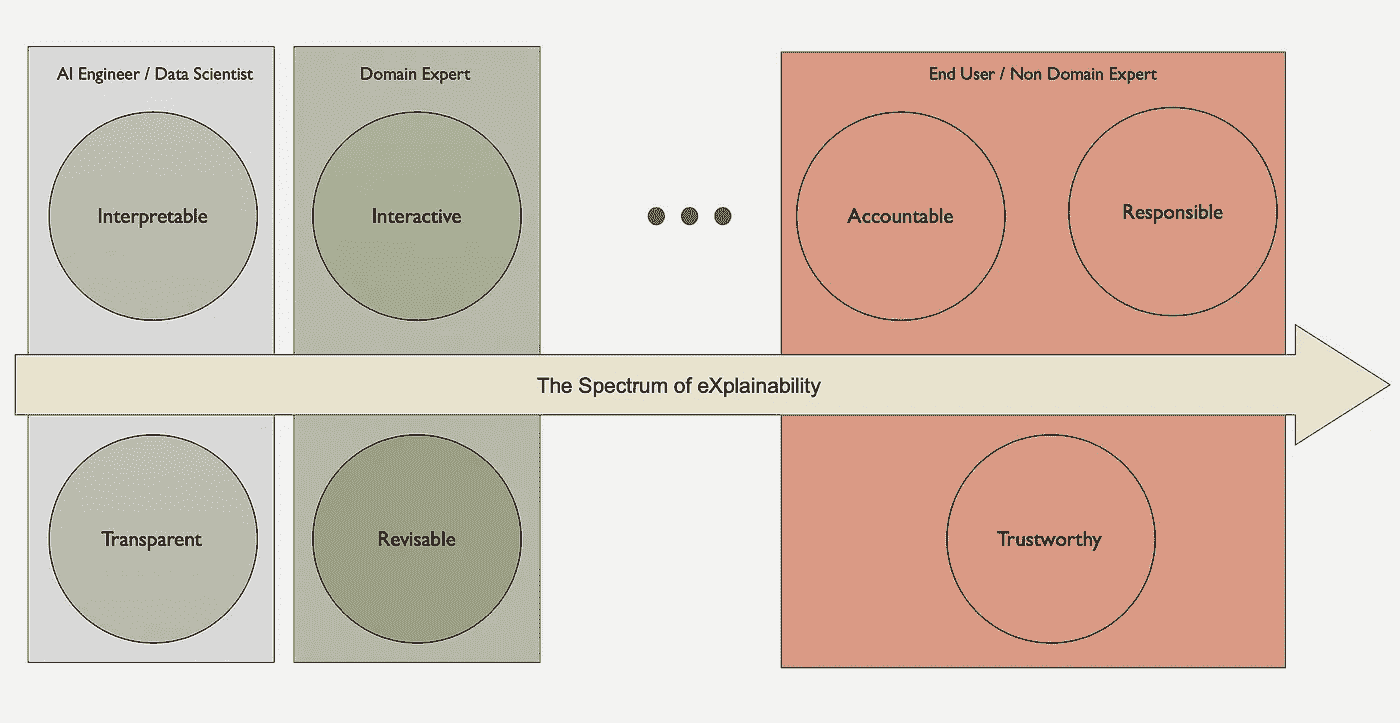 AI Engineer / Data Scientist
Domain Expert
End User / Non Domain Expert
Interpretable
Interactive
Accountable
Responsible
The Spectrum of eXplainability
Transparent
Revisable
Trustworthy